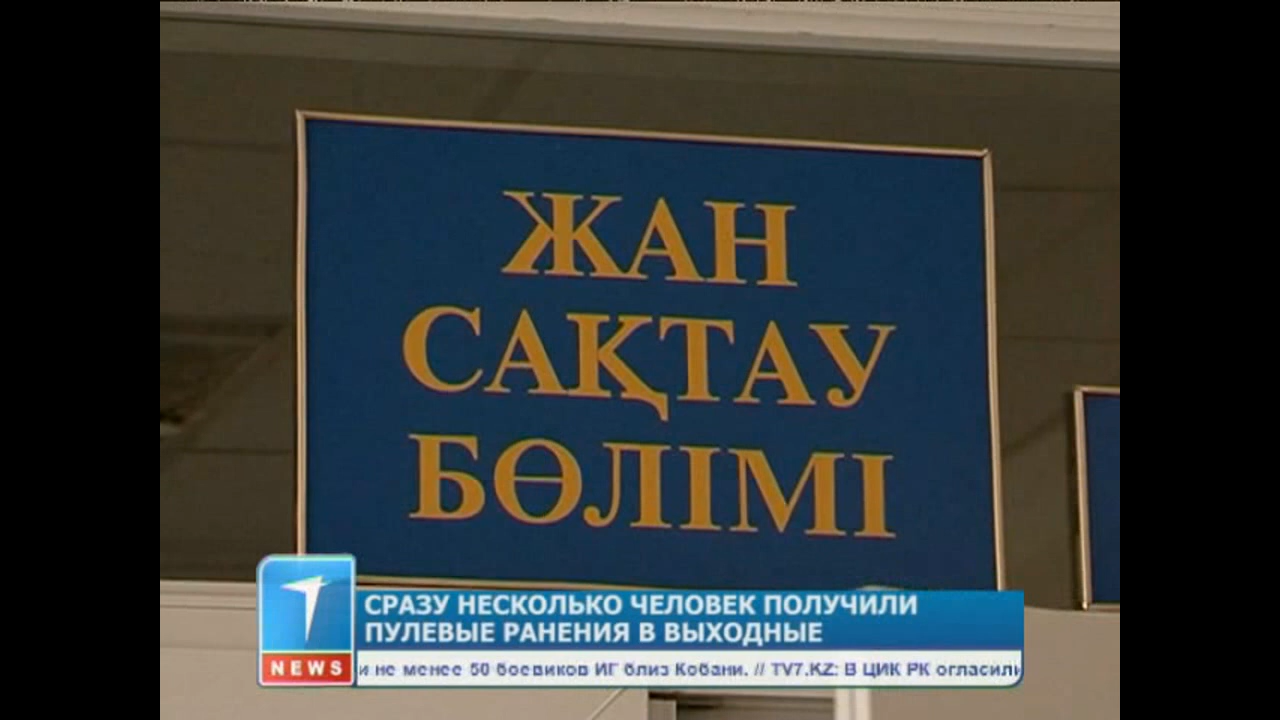 ЖАН
САҚТАУ
БӨЛІМІ
СРАЗУ НЕСКОЛЬКО ЧЕЛОВЕК ПОЛУЧИЛИ
ПУЛЕВЫЕ РАНЕНИЯ В ВЫХОДНЫЕ
NEWS
и не менее 50 боевиков ИГ близ Кобани. // TV7.KZ: В ЦИК РК огласили